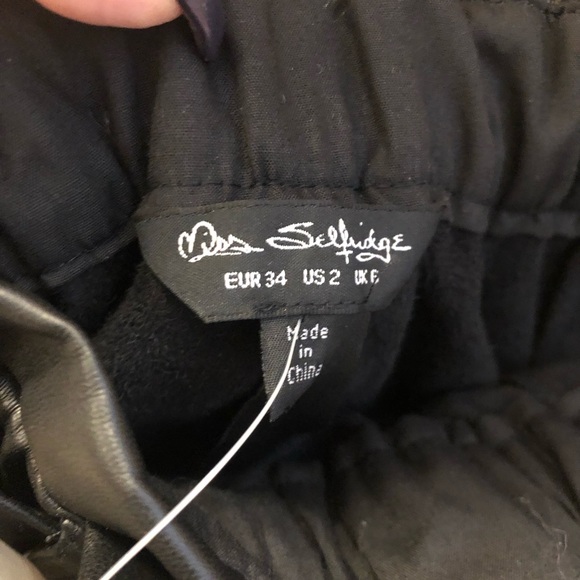 Miss Selfridge
EUR 34 US 2 UK 6
Made
in
China